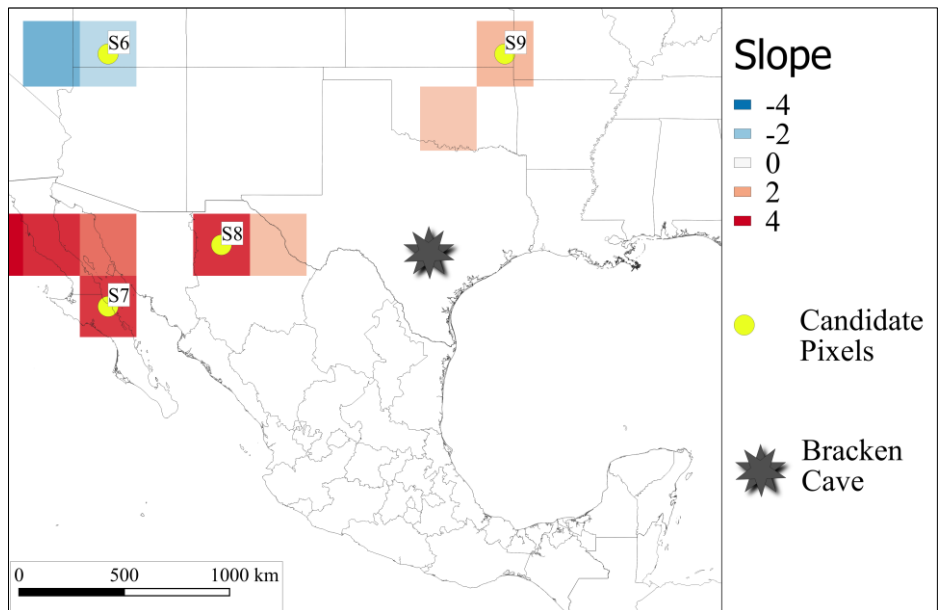 S6
S9
S8
S7
0 500 1000 km
Slope
-4
-2
0
2
4
Candidate
Pixels
Bracken
Cave